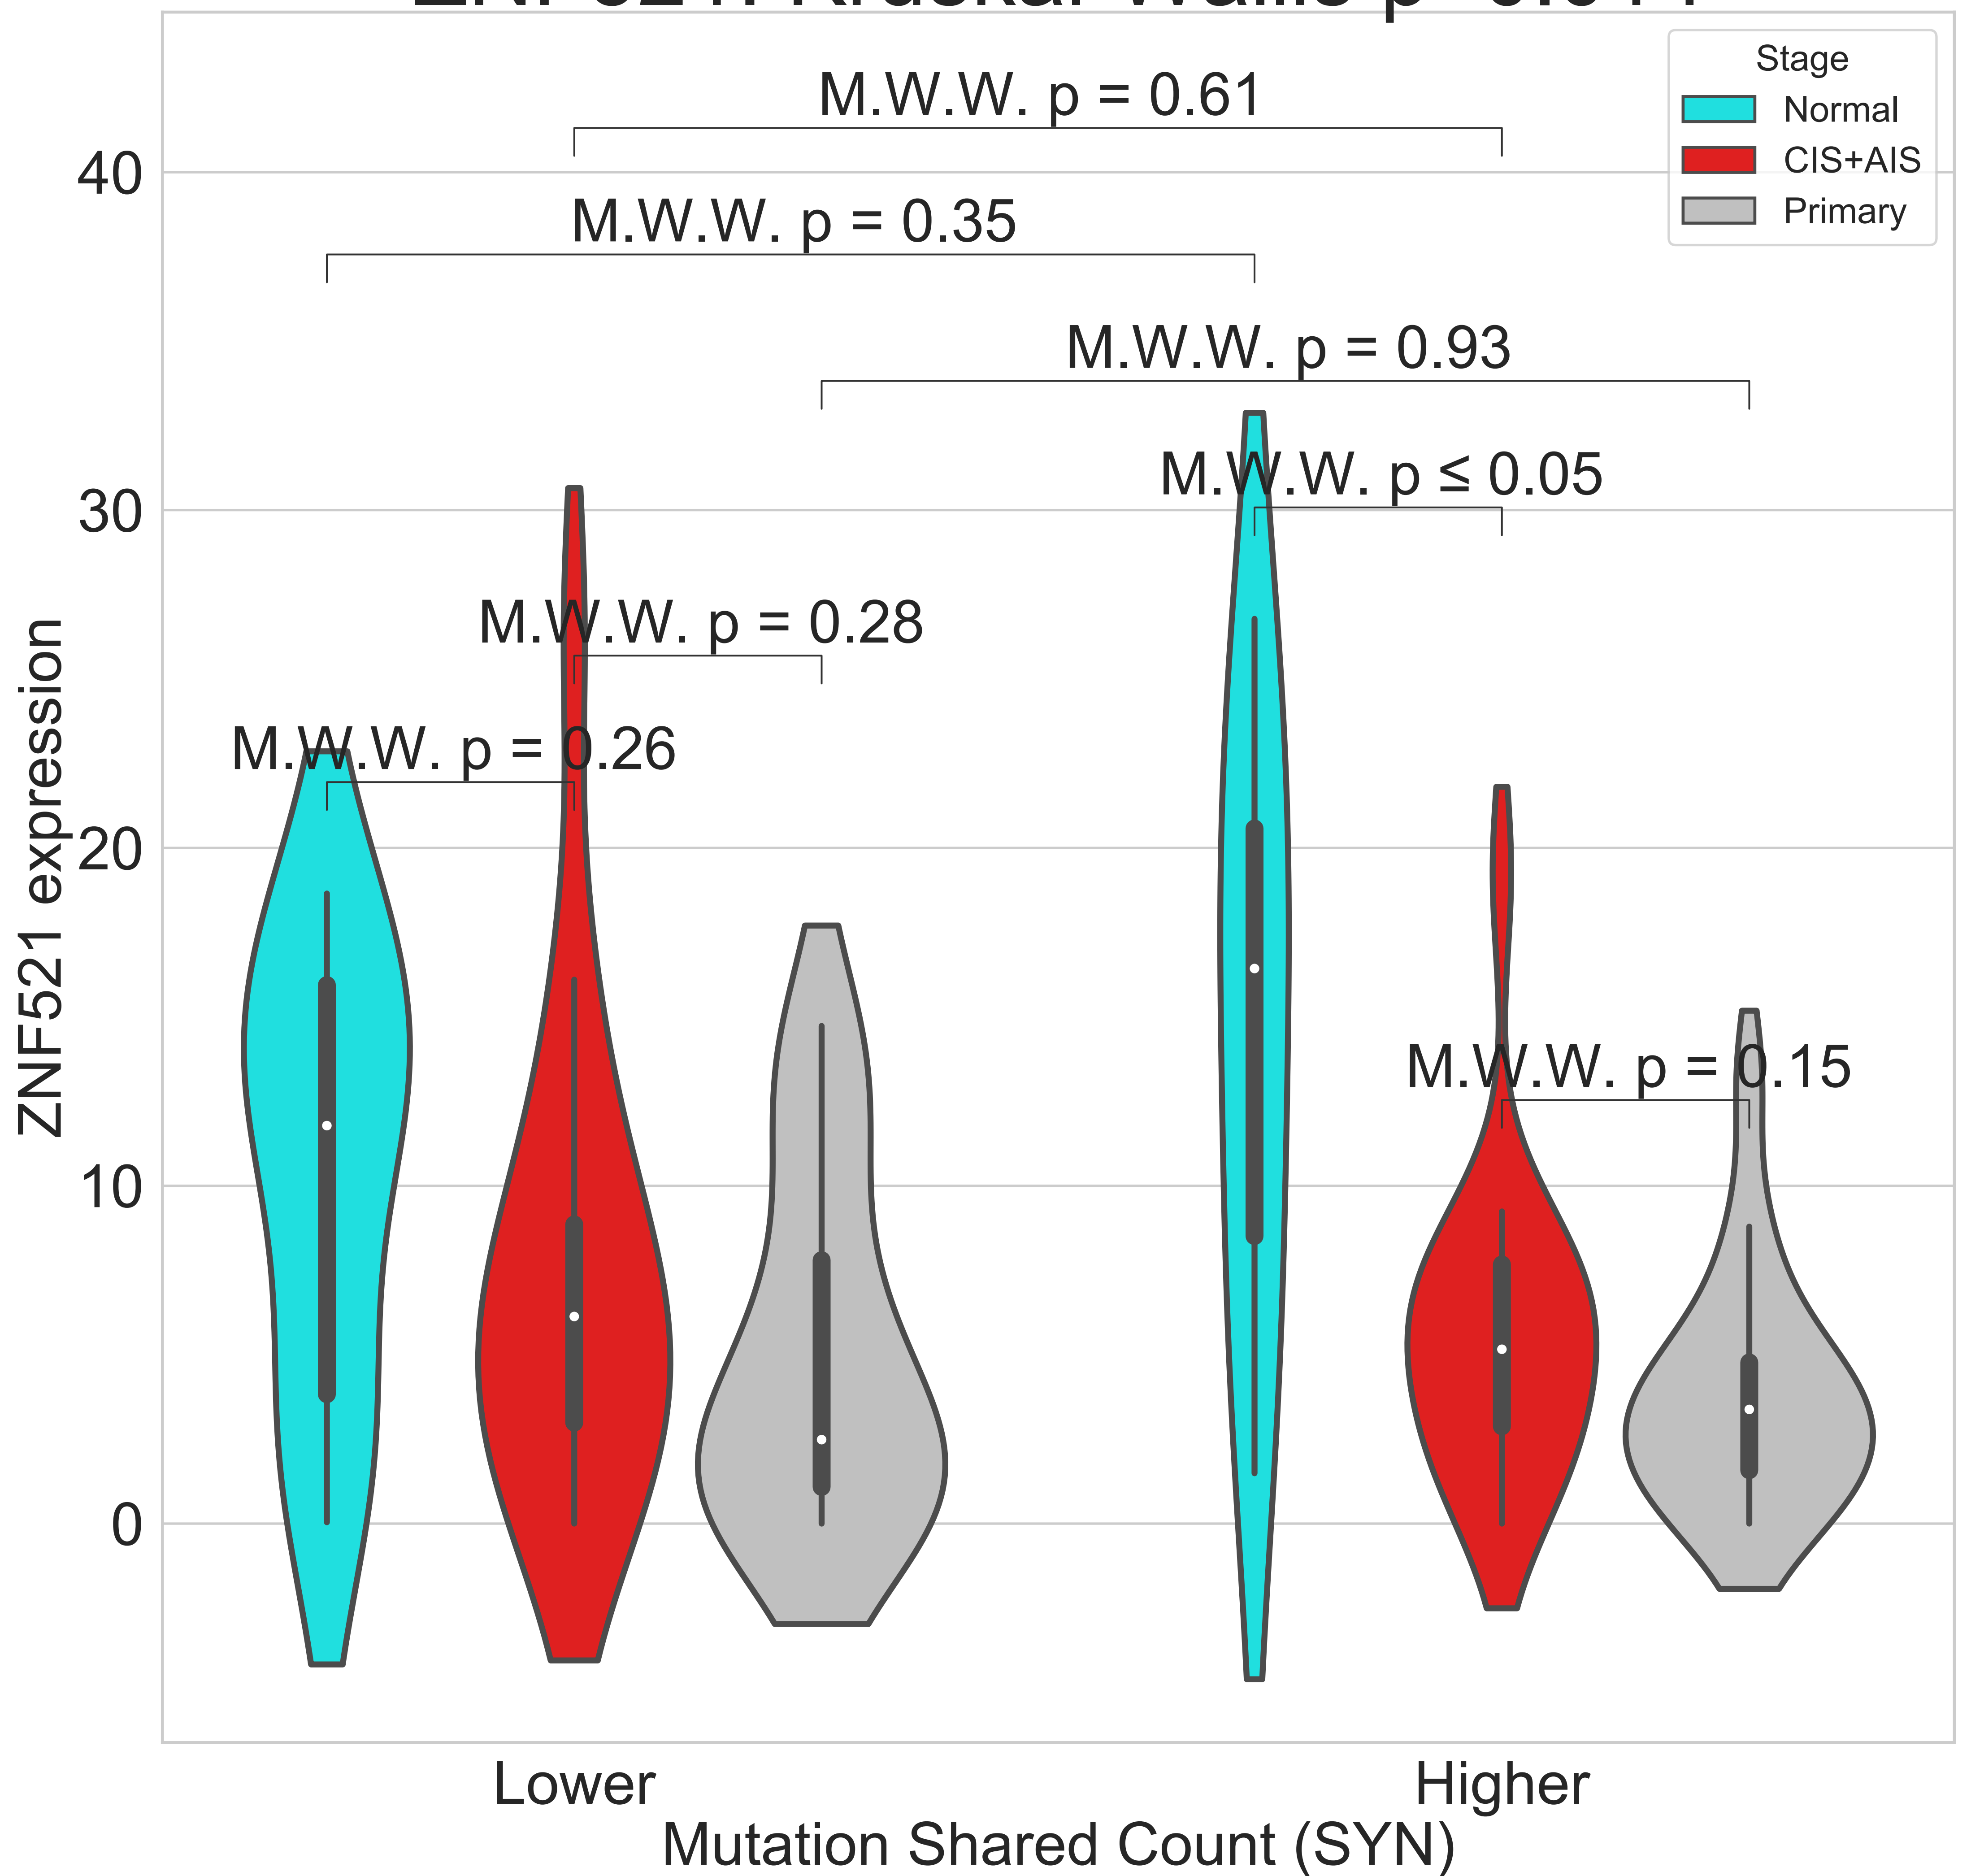 Stage
Normal
CIS+AIS
Primary
M.W.W. p = 0.61
M.W.W. p = 0.35
M.W.W. p = 0.93
M.W.W. p ≤ 0.05
M.W.W. p = 0.28
M.W.W. p = 0.26
M.W.W. p = 0.15
40
30
20
10
0
ZNF521 expression
Lower
Higher
Mutation Shared Count (SYN)